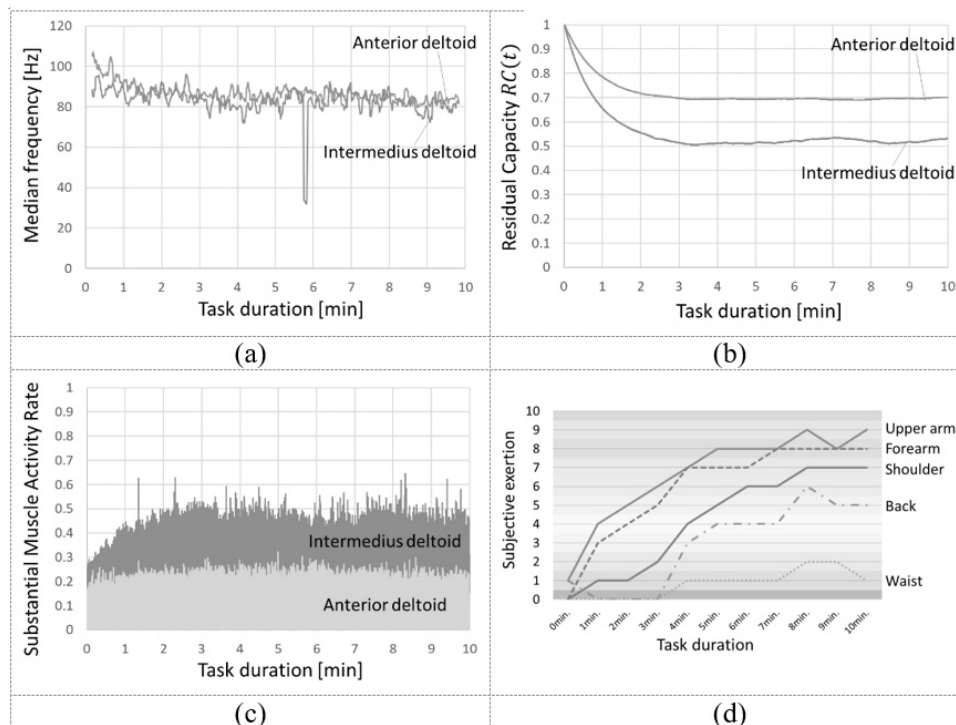 Median frequency [Hz]
120
100
80
60
40
20
0
Anterior deltoid
Intermedius deltoid
0 1 2 3 4 5 6 7 8 9 10
Task duration [min]
(a)
Residual Capacity RC(t)
1
0.9
0.8
0.7
0.6
0.5
0.4
0.3
0.2
0.1
0
Anterior deltoid
Intermedius deltoid
0 1 2 3 4 5 6 7 8 9 10
Task duration [min]
(b)
Substantial Muscle Activity Rate
1
0.9
0.8
0.7
0.6
0.5
0.4
0.3
0.2
0.1
0
Intermedius deltoid
Anterior deltoid
0 1 2 3 4 5 6 7 8 9 10
Task duration [min]
(c)
Subjective exertion
10
9
8
7
6
5
4
3
2
1
0
Upper arm
Forearm
Shoulder
Back
Waist
0min. 1min. 2min. 3min. 4min. 5min. 6min. 7min. 8min. 9min. 10min.
Task duration
(d)